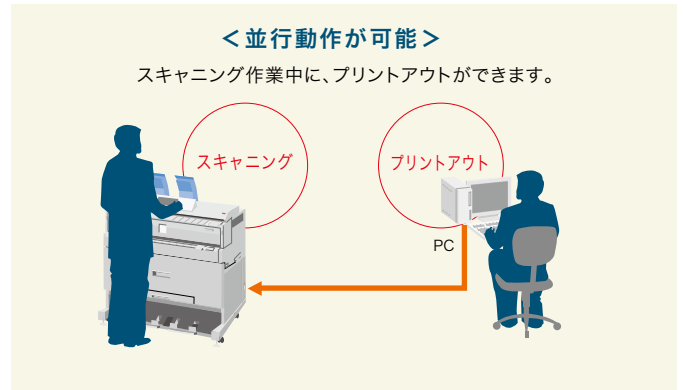 ＜並行動作が可能＞
スキャニング作業中に、プリントアウトができます。
スキャニング
プリントアウト
PC